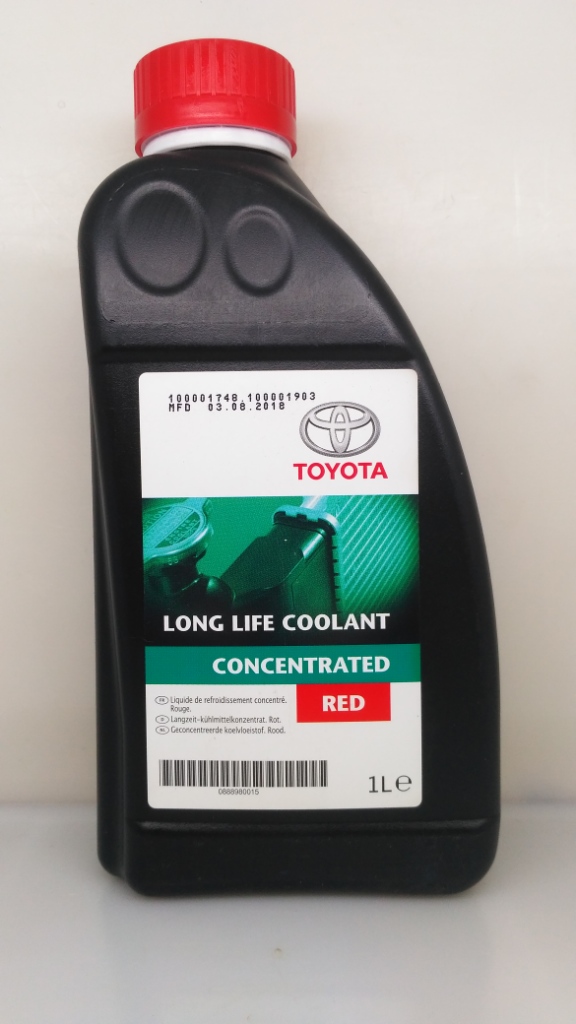 100001748,100001903
MFD 03.08.2018
TOYOTA
LONG LIFE COOLANT
CONCENTRATED
RED
Liquide de refroidissement concentré.
Rouge.
Langzeit-kühlmittelkonzentrat. Rot.
Geconcentreerde koelvloeistof. Rood.
0888980015
1L℮